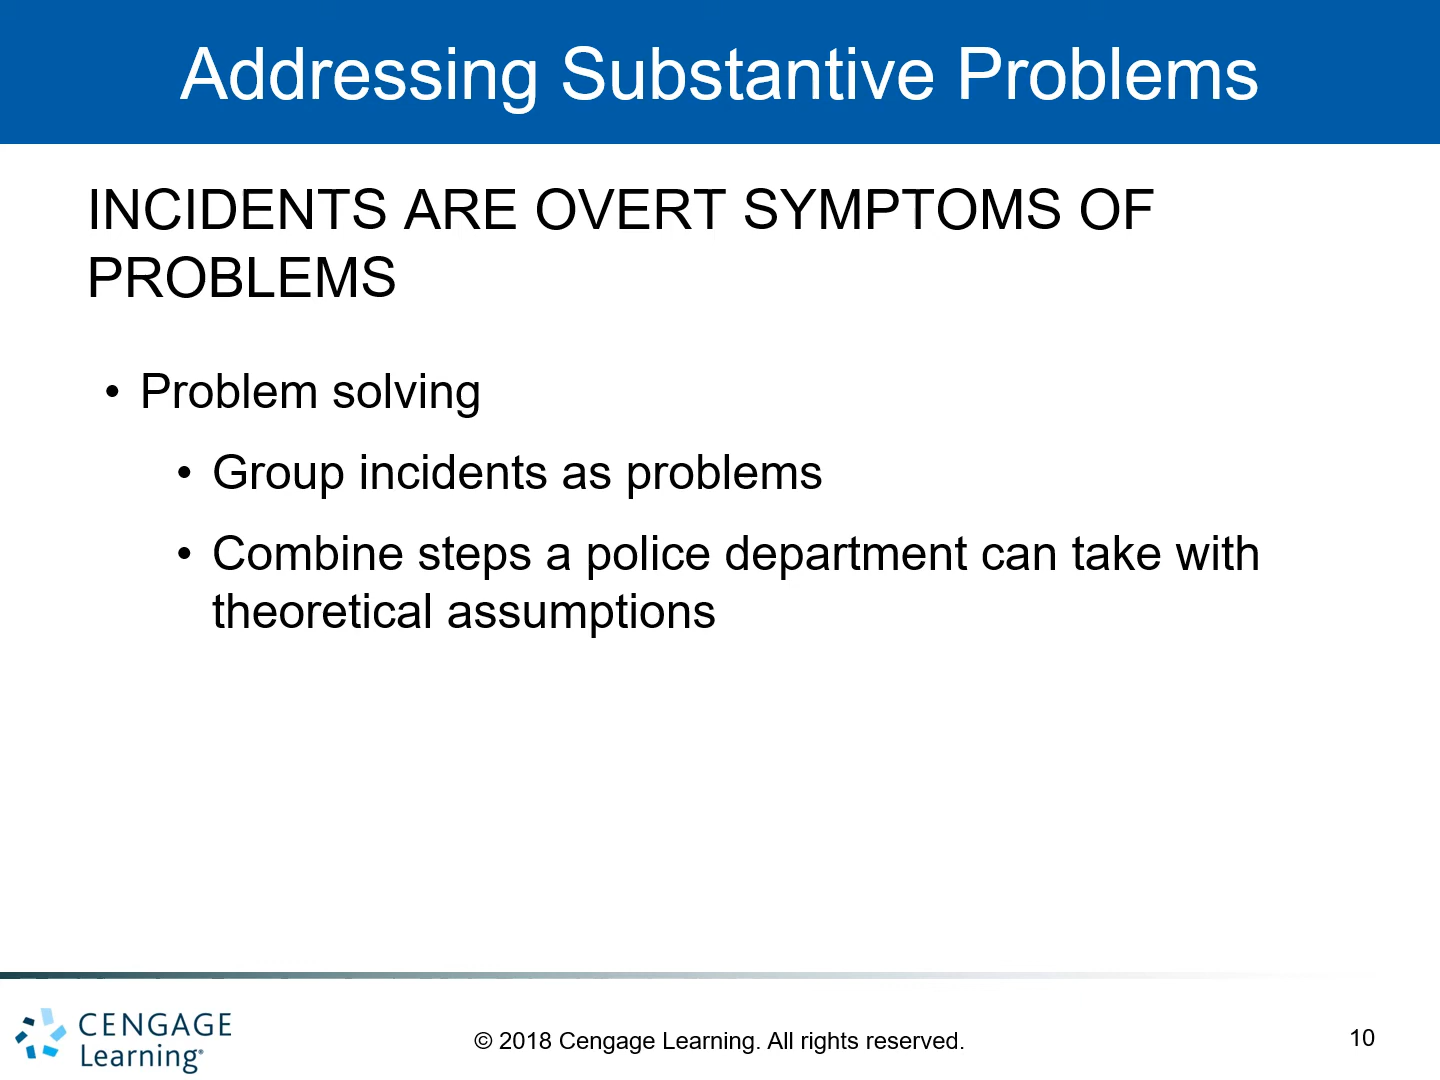 Addressing Substantive Problems
INCIDENTS ARE OVERT SYMPTOMS OF
PROBLEMS
• Problem solving
• Group incidents as problems
• Combine steps a police department can take with
theoretical assumptions
CENGAGE
Learning®
© 2018 Cengage Learning. All rights reserved.
10